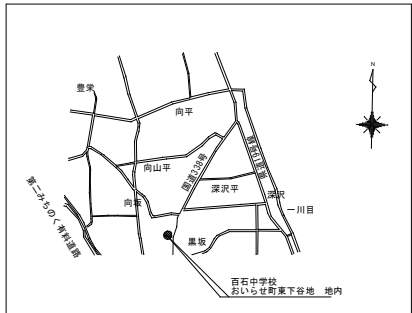 N
豊栄
向平
向山平
国道338号
深沢平
深沢
一川目
向坂
第二みちのく有料道路
黒坂
百石中学校
おいらせ町東下谷地 地内